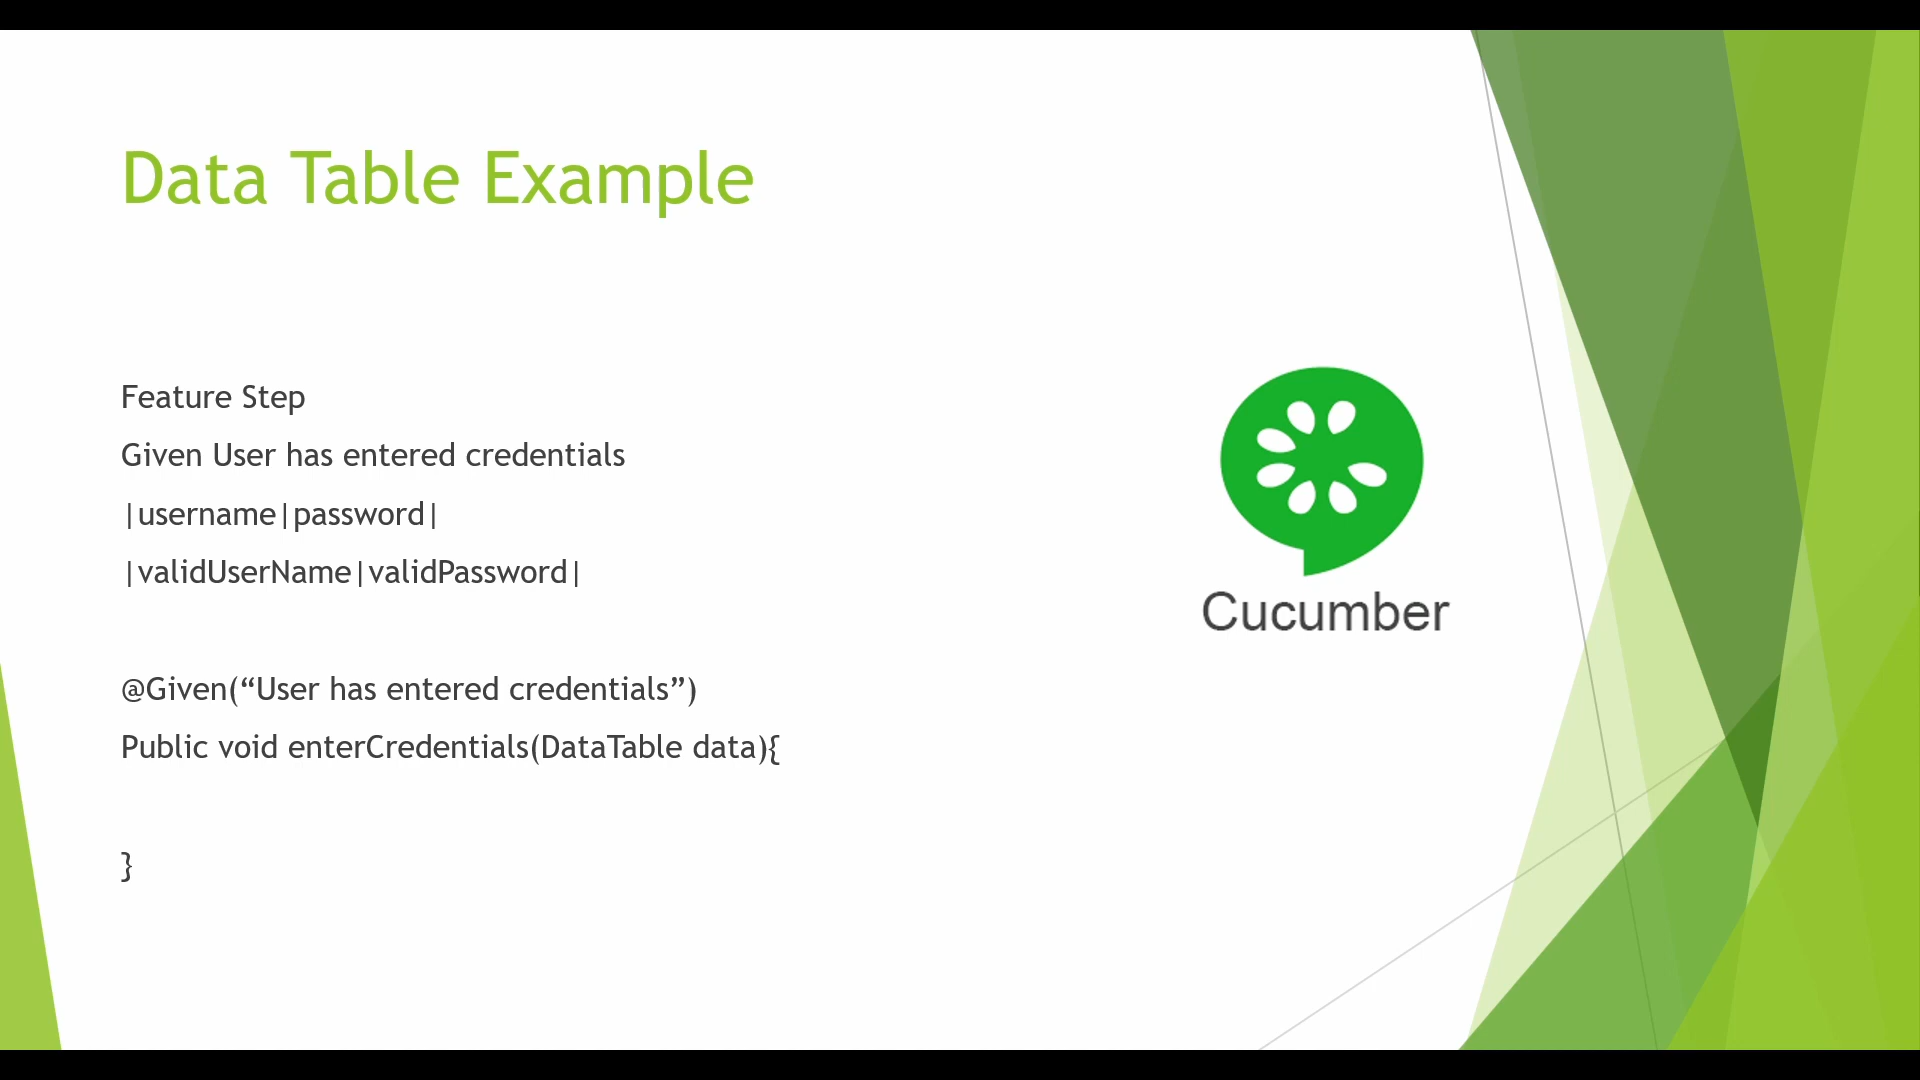 Data Table Example
Feature Step
Given User has entered credentials
|username|password|
|validUserName|validPassword|
@Given(“User has entered credentials”)
Public void enterCredentials(DataTable data){
}
Cucumber